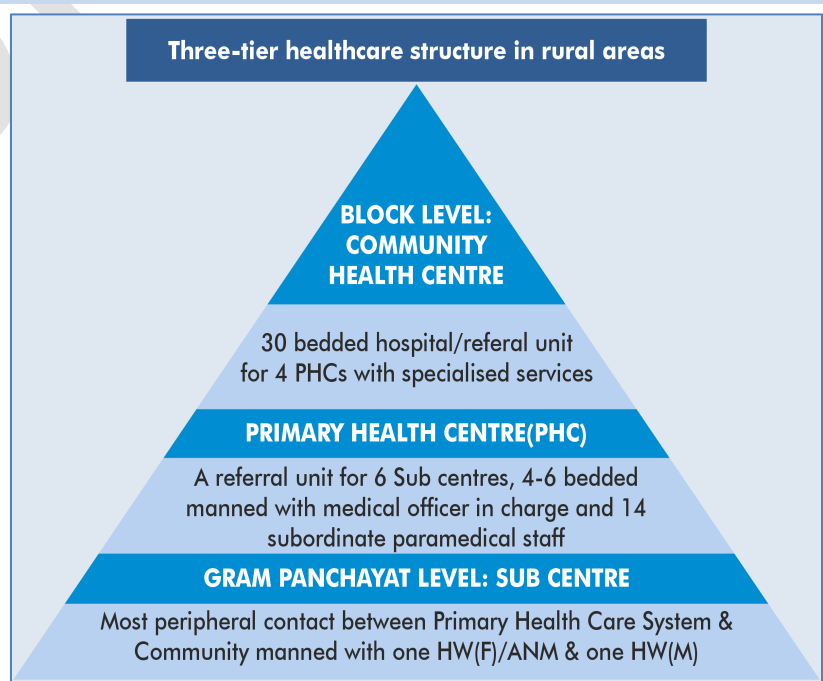 Three-tier healthcare structure in rural areas
BLOCK LEVEL:
COMMUNITY
HEALTH CENTRE
30 bedded hospital/referal unit
for 4 PHCs with specialised services
PRIMARY HEALTH CENTRE(PHC)
A referral unit for 6 Sub centres, 4-6 bedded
manned with medical officer in charge and 14
subordinate paramedical staff
GRAM PANCHAYAT LEVEL: SUB CENTRE
Most peripheral contact between Primary Health Care System &
Community manned with one HW(F)/ANM & one HW(M)